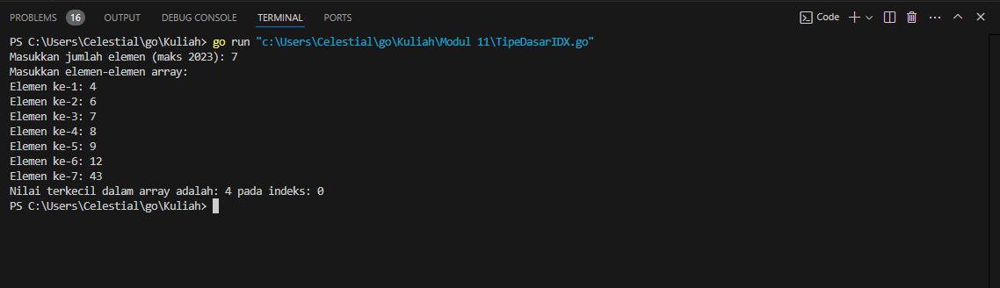 PROBLEMS 16 OUTPUT DEBUG CONSOLE TERMINAL PORTS Code
PS C:\Users\Celestial\go\Kuliah> go run "c:\Users\Celestial\go\Kuliah\Modul 11\TipeDasarIDX.go"
Masukkan jumlah elemen (maks 2023): 7
Masukkan elemen-elemen array:
Elemen ke-1: 4
Elemen ke-2: 6
Elemen ke-3: 7
Elemen ke-4: 8
Elemen ke-5: 9
Elemen ke-6: 12
Elemen ke-7: 43
Nilai terkecil dalam array adalah: 4 pada indeks: 0
PS C:\Users\Celestial\go\Kuliah>